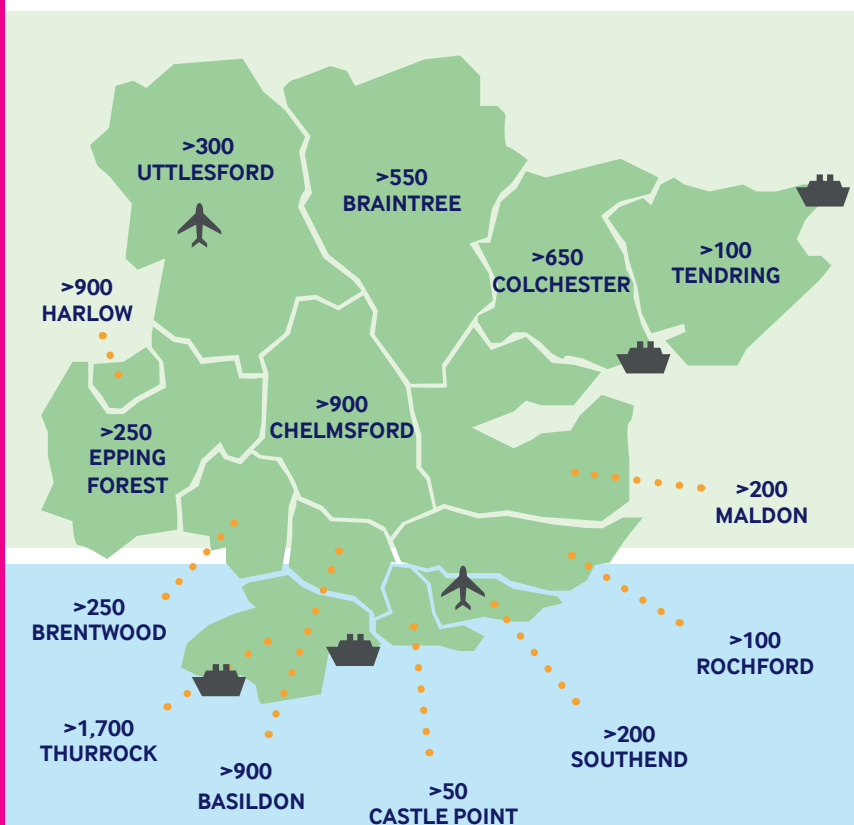 >300
UTTLESFORD
>550
BRAINTREE
>650
COLCHESTER
>100
TENDRING
>900
HARLOW
>900
CHELMSFORD
>250
EPPING
FOREST
>200
MALDON
>250
BRENTWOOD
>100
ROCHFORD
>1,700
THURROCK
>200
SOUTHEND
>900
BASILDON
>50
CASTLE POINT